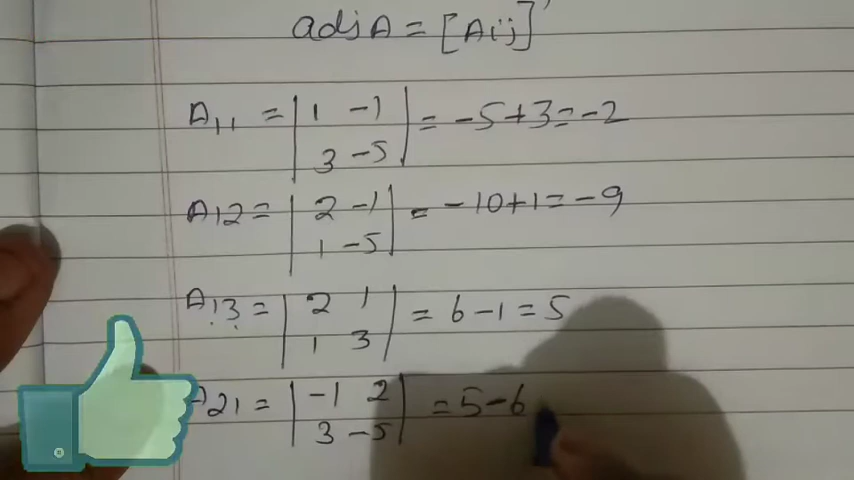 adj A = [Aij]'
A11 = | 1 -1 | = -5+3=-2
3 -5
A12= | 2 -1 | = -10+1=-9
1 -5
A13 = | 2 1 | = 6-1=5
1 3
A21 = | -1 2 | =5-6
3 -5